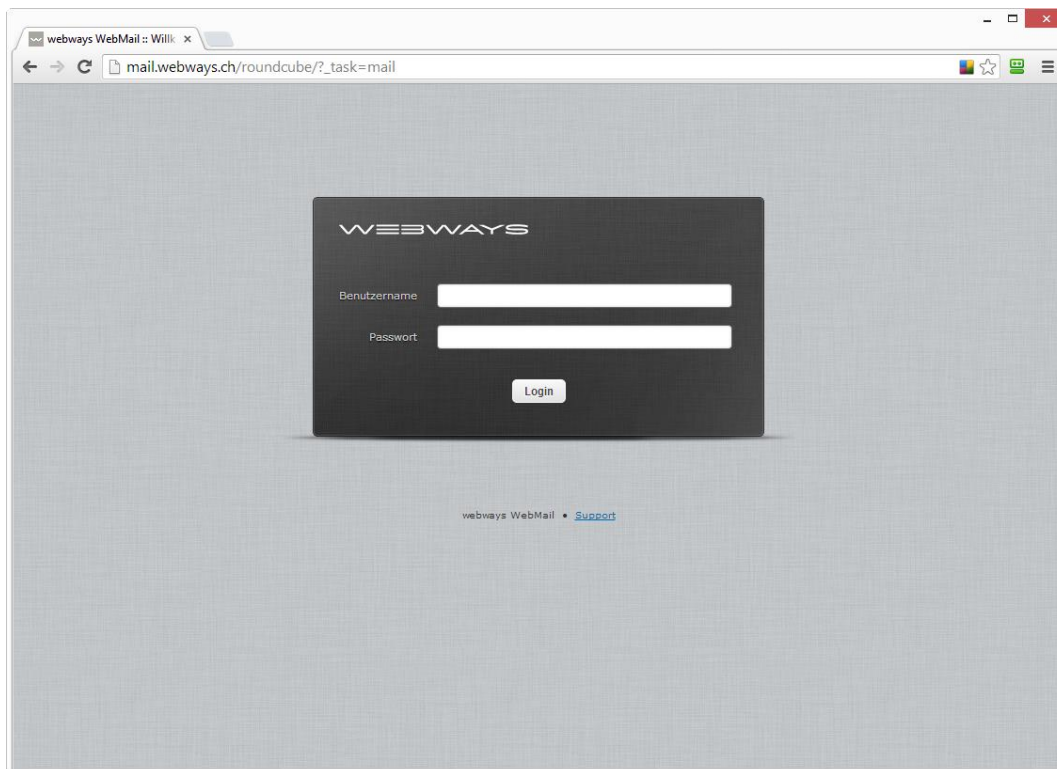 webways WebMail :: Willk
mail.webways.ch/roundcube/?_task=mail
WEBWAYS
Benutzername
Passwort
Login
webways WebMail • Support